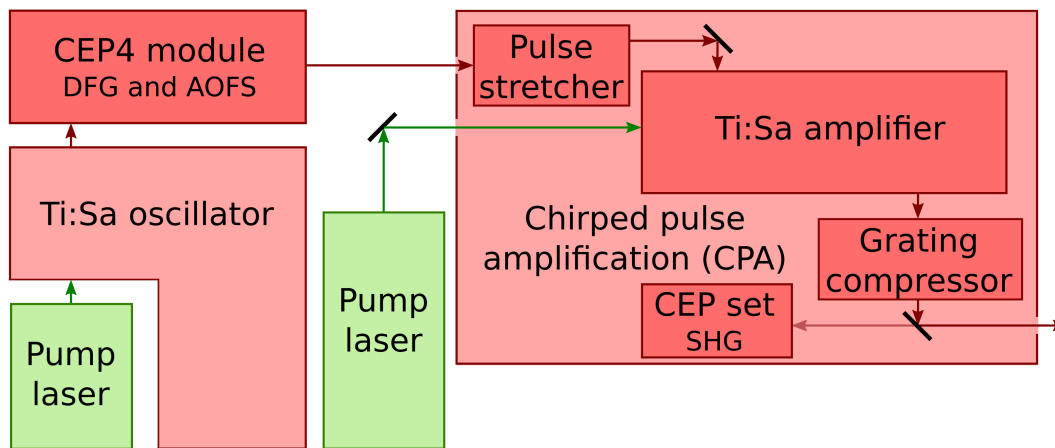 CEP4 module
DFG and AOFS
Ti:Sa oscillator
Pump
laser
Pump
laser
Pulse
stretcher
Ti:Sa amplifier
Chirped pulse
amplification (CPA)
Grating
compressor
CEP set
SHG